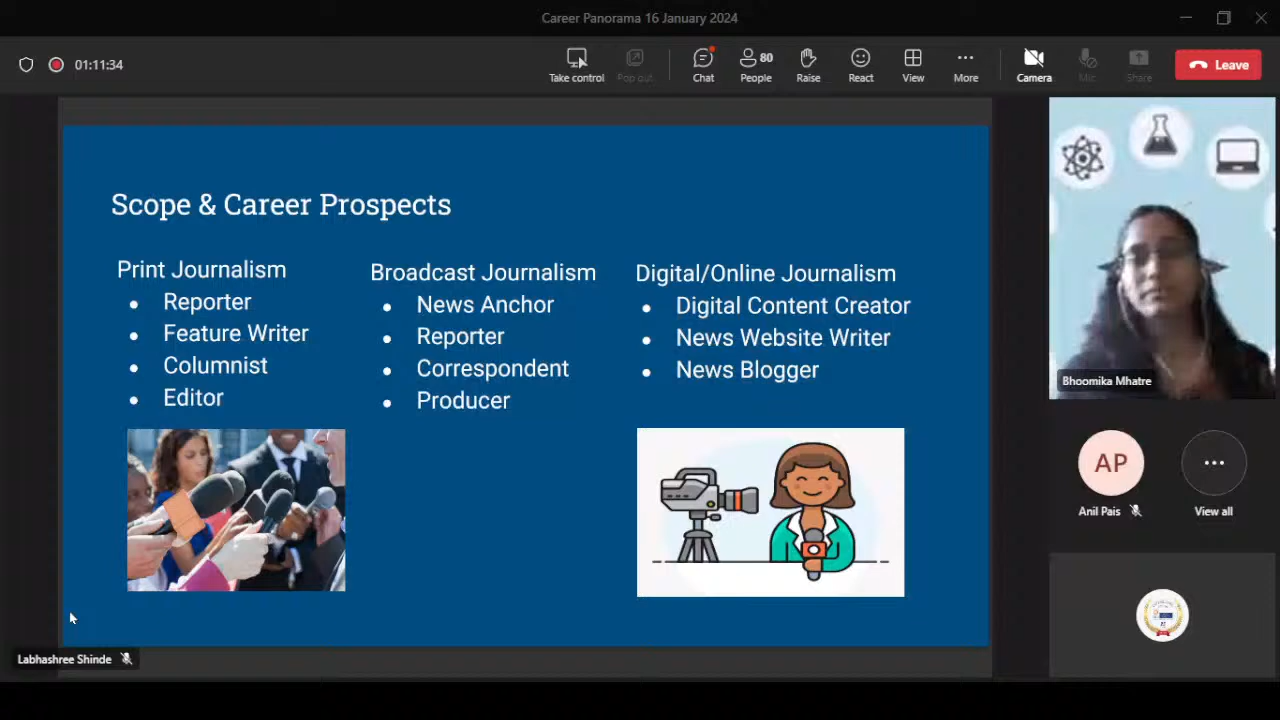 Career Panorama 16 January 2024
01:11:34
Take control
Pop out
Chat
80
People
Raise
React
View
More
Camera
Mic
Share
Leave
Scope & Career Prospects
Print Journalism
• Reporter
• Feature Writer
• Columnist
• Editor
Broadcast Journalism
• News Anchor
• Reporter
• Correspondent
• Producer
Digital/Online Journalism
• Digital Content Creator
• News Website Writer
• News Blogger
Bhoomika Mhatre
AP
Anil Pais
View all
Labhashree Shinde